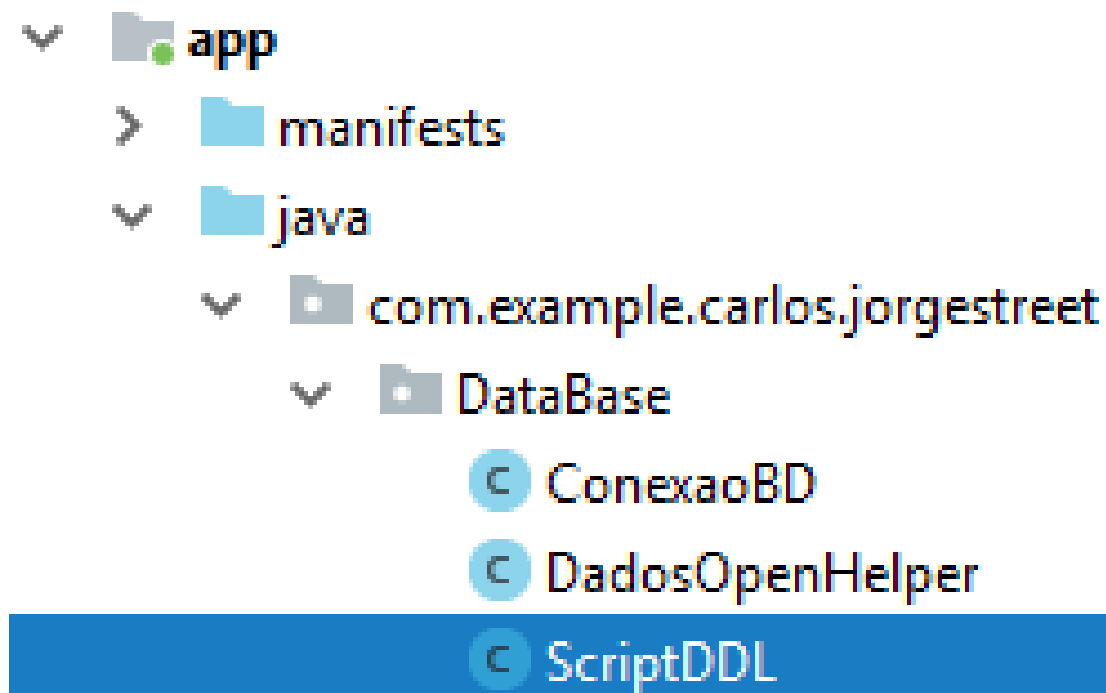 app
manifests
java
com.example.carlos.jorgestreet
DataBase
C ConexaoBD
C DadosOpenHelper
C ScriptDDL